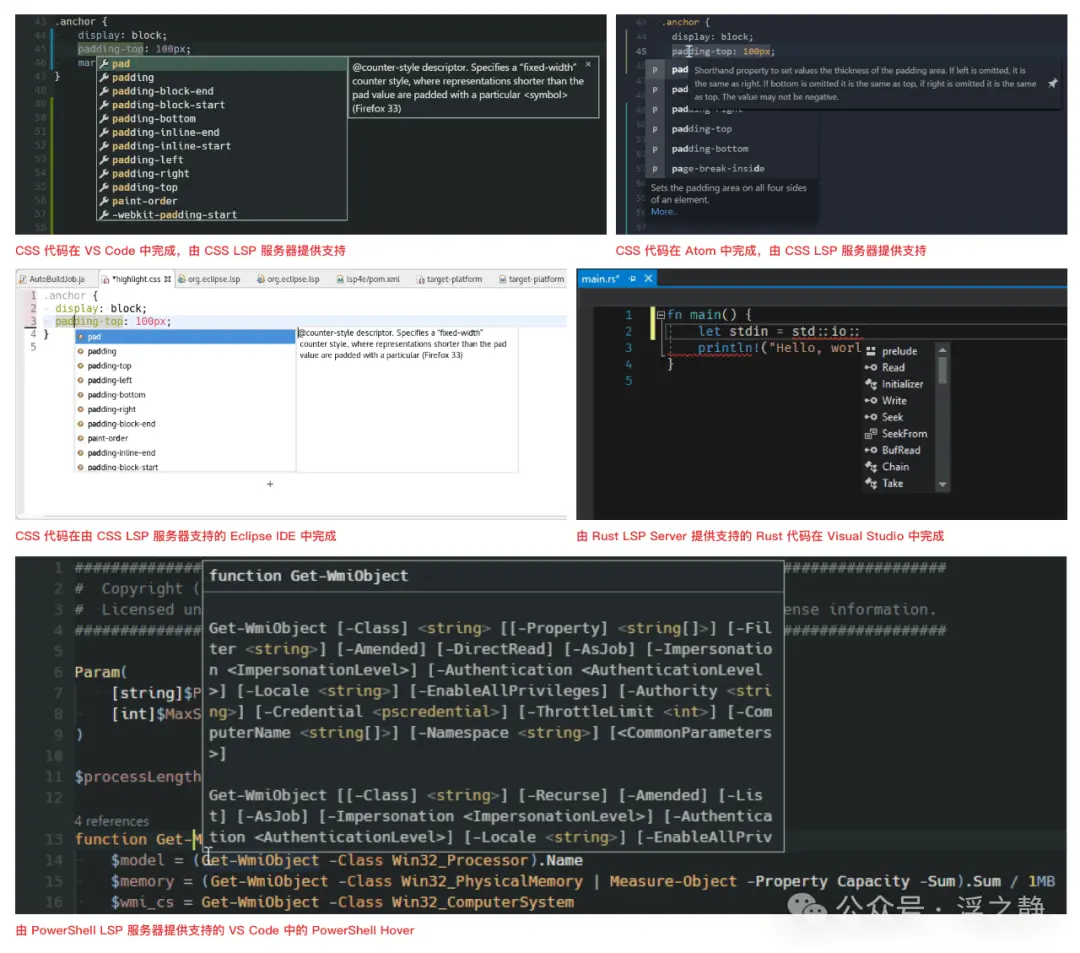 43 .anchor {
44 display: block;
45 padding-top: 100px;
46 mar
47 }
48
49
50
51
52
53
54
55
56
57
58
pad
padding
padding-block-end
padding-block-start
padding-bottom
padding-inline-end
padding-inline-start
padding-left
padding-right
padding-top
paint-order
-webkit-padding-start
@counter-style descriptor. Specifies a "fixed-width"
counter style, where representations shorter than the
pad value are padded with a particular <symbol>
(Firefox 33)
CSS 代码在 VS Code 中完成，由 CSS LSP 服务器提供支持
.anchor {
44 display: block;
45 padding-top: 100px;
pad
pad
padding-right
padding-top
padding-bottom
page-break-inside
Shorthand property to set values the thickness of the padding area. If left is omitted, it is
the same as right. If bottom is omitted it is the same as top, if right is omitted it is the same
as top. The value may not be negative.
Sets the padding area on all four sides
of an element.
More..
CSS 代码在 Atom 中完成，由 CSS LSP 服务器提供支持
AutoBuildJob.ja *highlight.css org.eclipse.lsp org.eclipse.lsp lsp4e/pom.xml target-platform target-platform
1 .anchor {
2 display: block;
3 padding-top: 100px;
4 }
5
pad
padding
padding-top
padding-left
padding-bottom
padding-right
padding-block-end
paint-order
padding-inline-end
padding-block-start
@counter-style descriptor. Specifies a "fixed-width"
counter style, where representations shorter than the pad
value are padded with a particular (Firefox 33)
CSS 代码在由 CSS LSP 服务器支持的 Eclipse IDE 中完成
main.rs*
1 fn main() {
2 let stdin = std::io::
3 println!("Hello, worl
4 }
5
prelude
Read
Initializer
Write
Seek
SeekFrom
BufRead
Chain
Take
由 Rust LSP Server 提供支持的 Rust 代码在 Visual Studio 中完成
1 ############## ##################
2 # Copyright (
3 # Licensed un ense information.
4 ############## ##################
5
6 Param(
7 [string]$P
8 [int]$MaxS
9 )
10
11 $processLength
12
4 references
13 function Get-W
14 $model = (Get-WmiObject -Class Win32_Processor).Name
15 $memory = (Get-WmiObject -Class Win32_PhysicalMemory | Measure-Object -Property Capacity -Sum).Sum / 1MB
16 $wmi_cs = Get-WmiObject -Class Win32_ComputerSystem
function Get-WmiObject
Get-WmiObject [-Class] <string> [[-Property] <string[]>] [-Fil
ter <string>] [-Amended] [-DirectRead] [-AsJob] [-Impersonatio
n <ImpersonationLevel>] [-Authentication <AuthenticationLevel
>] [-Locale <string>] [-EnableAllPrivileges] [-Authority <stri
ng>] [-Credential <pscredential>] [-ThrottleLimit <int>] [-Com
puterName <string[]>] [-Namespace <string>] [<CommonParameters
>]
Get-WmiObject [[-Class] <string>] [-Recurse] [-Amended] [-Lis
t] [-AsJob] [-Impersonation <ImpersonationLevel>] [-Authentica
tion <AuthenticationLevel>] [-Locale <string>] [-EnableAllPriv
公众号 · 浮之静
由 PowerShell LSP 服务器提供支持的 VS Code 中的 PowerShell Hover